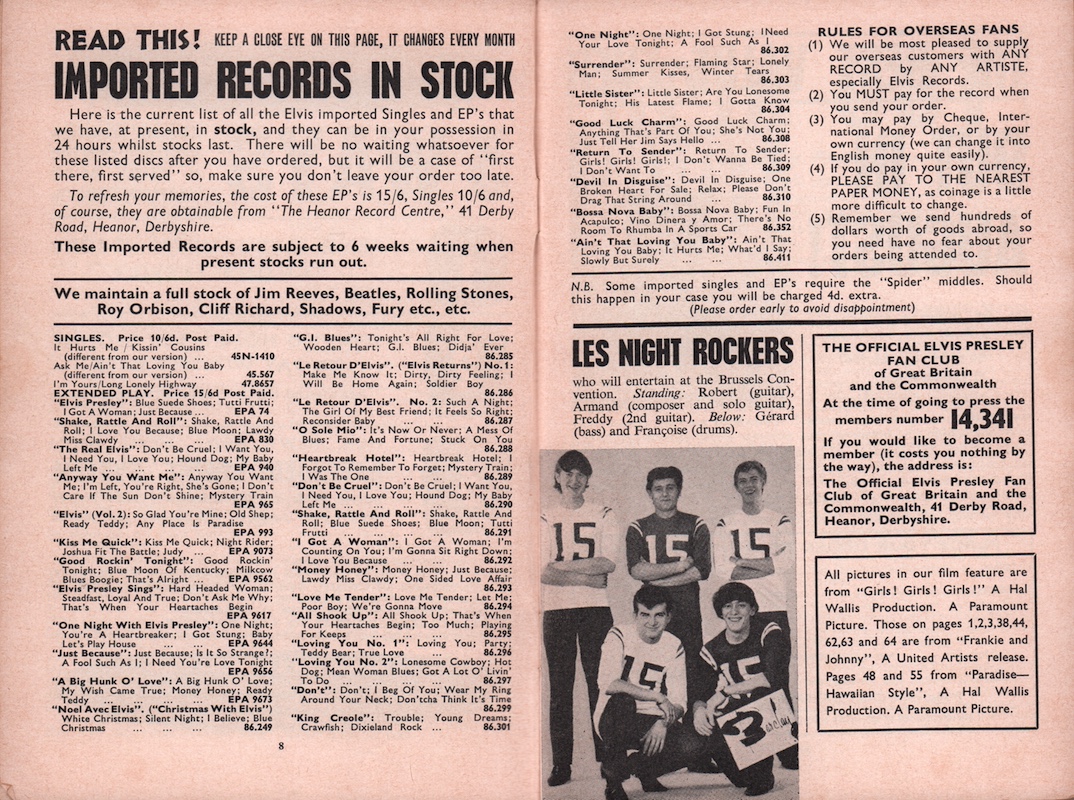 READ THIS! KEEP A CLOSE EYE ON THIS PAGE, IT CHANGES EVERY MONTH
IMPORTED RECORDS IN STOCK
Here is the current list of all the Elvis imported Singles and EP's that
we have, at present, in stock, and they can be in your possession in
24 hours whilst stocks last. There will be no waiting whatsoever for
these listed discs after you have ordered, but it will be a case of "first
there, first served" so, make sure you don't leave your order too late.
To refresh your memories, the cost of these EP's is 15/6, Singles 10/6 and,
of course, they are obtainable from "The Heanor Record Centre," 41 Derby
Road, Heanor, Derbyshire.
These Imported Records are subject to 6 weeks waiting when
present stocks run out.
We maintain a full stock of Jim Reeves, Beatles, Rolling Stones,
Roy Orbison, Cliff Richard, Shadows, Fury etc., etc.
SINGLES. Price 10/6d. Post Paid.
It Hurts Me / Kissin' Cousins
(different from our version) ... 45N-1410
Ask Me/Ain't That Loving You Baby
(different from our version) ... 45.567
I'm Yours/Long Lonely Highway 47.8657
EXTENDED PLAY. Price 15/6d Post Paid.
"Elvis Presley": Blue Suede Shoes; Tutti Frutti;
I Got A Woman; Just Because ... EPA 74
"Shake, Rattle And Roll": Shake, Rattle And
Roll; I Love You Because; Blue Moon; Lawdy
Miss Clawdy ... ... EPA 830
"The Real Elvis": Don't Be Cruel; I Want You,
I Need You, I Love You; Hound Dog; My Baby
Left Me ... ... ... EPA 940
"Anyway You Want Me": Anyway You Want
Me; I'm Left, You're Right, She's Gone; I Don't
Care If The Sun Don't Shine; Mystery Train
EPA 965
"Elvis" (Vol. 2): So Glad You're Mine; Old Shep;
Ready Teddy; Any Place Is Paradise
EPA 993
"Kiss Me Quick": Kiss Me Quick; Night Rider;
Joshua Fit The Battle; Judy ... EPA 9073
"Good Rockin' Tonight": Good Rockin'
Tonight; Blue Moon Of Kentucky; Milkcow
Blues Boogie; That's Alright ... EPA 9562
"Elvis Presley Sings": Hard Headed Woman;
Steadfast, Loyal And True; Don't Ask Me Why;
That's When Your Heartaches Begin
EPA 9617
"One Night With Elvis Presley": One Night;
You're A Heartbreaker; I Got Stung; Baby
Let's Play House ... ... EPA 9644
"Just Because": Just Because; Is It So Strange?;
A Fool Such As I; I Need You're Love Tonight
EPA 9656
"A Big Hunk O' Love": A Big Hunk O' Love;
My Wish Came True; Money Honey; Ready
Teddy ... ... ... EPA 9673
"Noel Avec Elvis". ("Christmas With Elvis")
White Christmas; Silent Night; I Believe; Blue
Christmas ... ... ... 86.249
"G.I. Blues": Tonight's All Right For Love;
Wooden Heart; G.I. Blues; Didja' Ever
86.285
"Le Retour D'Elvis". ("Elvis Returns") No. 1:
Make Me Know It; Dirty, Dirty Feeling; I
Will Be Home Again; Soldier Boy
86.286
"Le Retour D'Elvis". No. 2: Such A Night;
The Girl Of My Best Friend; It Feels So Right;
Reconsider Baby ... ... 86.287
"O Sole Mio": It's Now Or Never; A Mess Of
Blues; Fame And Fortune; Stuck On You
86.288
"Heartbreak Hotel": Heartbreak Hotel; I
Forgot To Remember To Forget; Mystery Train;
I Was The One ... ... 86.289
"Don't Be Cruel": Don't Be Cruel; I Want You,
I Need You, I Love You; Hound Dog; My Baby
Left Me ... ... ... 86.290
"Shake, Rattle And Roll": Shake, Rattle And
Roll; Blue Suede Shoes; Blue Moon; Tutti
Frutti ... ... ... 86.291
"I Got A Woman": I Got A Woman; I'm
Counting On You; I'm Gonna Sit Right Down;
I Love You Because ... ... 86.292
"Money Honey": Money Honey; Just Because;
Lawdy Miss Clawdy; One Sided Love Affair
86.293
"Love Me Tender": Love Me Tender; Let Me;
Poor Boy; We're Gonna Move 86.294
"All Shook Up": All Shook Up; That's When
Your Heartaches Begin; Too Much; Playing
For Keeps ... ... ... 86.295
"Loving You No. 1": Loving You; Party;
Teddy Bear; True Love 86.296
"Loving You No. 2": Lonesome Cowboy; Hot
Dog; Mean Woman Blues; Got A Lot O' Livin'
To Do ... ... ... 86.297
"Don't": Don't; I Beg Of You; Wear My Ring
Around Your Neck; Don'tcha Think It's Time
86.299
"King Creole": Trouble; Young Dreams;
Crawfish; Dixieland Rock ... 86.301
8
"One Night": One Night; I Got Stung; I Need
Your Love Tonight; A Fool Such As I
86.302
"Surrender": Surrender; Flaming Star; Lonely
Man; Summer Kisses, Winter Tears
86.303
"Little Sister": Little Sister; Are You Lonesome
Tonight; His Latest Flame; I Gotta Know
86.304
"Good Luck Charm": Good Luck Charm;
Anything That's Part Of You; She's Not You;
Just Tell Her Jim Says Hello ... 86.308
"Return To Sender": Return To Sender;
Girls! Girls! Girls!; I Don't Wanna Be Tied;
I Don't Want To ... ... 86.309
"Devil In Disguise": Devil In Disguise; One
Broken Heart For Sale; Relax; Please Don't
Drag That String Around ... 86.310
"Bossa Nova Baby": Bossa Nova Baby; Fun In
Acapulco; Vino Dinera y Amor; There's No
Room To Rhumba In A Sports Car 86.352
"Ain't That Loving You Baby": Ain't That
Loving You Baby; It Hurts Me; What'd I Say;
Slowly But Surely ... ... 86.411
RULES FOR OVERSEAS FANS
(1) We will be most pleased to supply
our overseas customers with ANY
RECORD by ANY ARTISTE,
especially Elvis Records.
(2) You MUST pay for the record when
you send your order.
(3) You may pay by Cheque, Inter-
national Money Order, or by your
own currency (we can change it into
English money quite easily).
(4) If you do pay in your own currency,
PLEASE PAY TO THE NEAREST
PAPER MONEY, as coinage is a little
more difficult to change.
(5) Remember we send hundreds of
dollars worth of goods abroad, so
you need have no fear about your
orders being attended to.
N.B. Some imported singles and EP's require the "Spider" middles. Should
this happen in your case you will be charged 4d. extra.
(Please order early to avoid disappointment)
LES NIGHT ROCKERS
who will entertain at the Brussels Con-
vention. Standing: Robert (guitar),
Armand (composer and solo guitar),
Freddy (2nd guitar). Below: Gérard
(bass) and Françoise (drums).
15
15
15
15
15
3
Barclay
THE OFFICIAL ELVIS PRESLEY
FAN CLUB
of Great Britain
and the Commonwealth
At the time of going to press the
members number 14,341
If you would like to become a
member (it costs you nothing by
the way), the address is:
The Official Elvis Presley Fan
Club of Great Britain and the
Commonwealth, 41 Derby Road,
Heanor, Derbyshire.
All pictures in our film feature are
from "Girls! Girls! Girls!" A Hal
Wallis Production. A Paramount
Picture. Those on pages 1,2,3,38,44,
62,63 and 64 are from "Frankie and
Johnny", A United Artists release.
Pages 48 and 55 from "Paradise—
Hawaiian Style", A Hal Wallis
Production. A Paramount Picture.